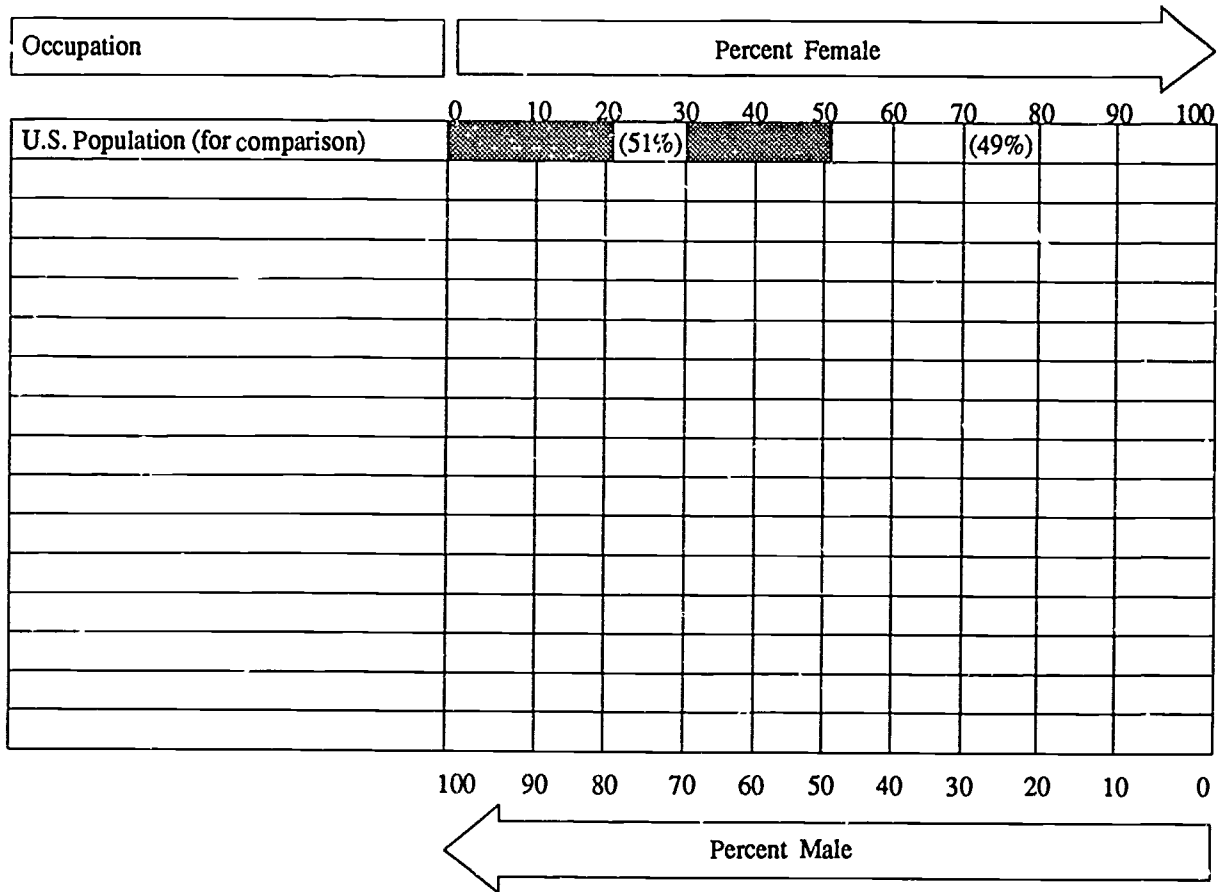 Occupation
Percent Female
0 10 20 30 40 50 60 70 80 90 100
U.S. Population (for comparison) (51%) (49%)
100 90 80 70 60 50 40 30 20 10 0
Percent Male